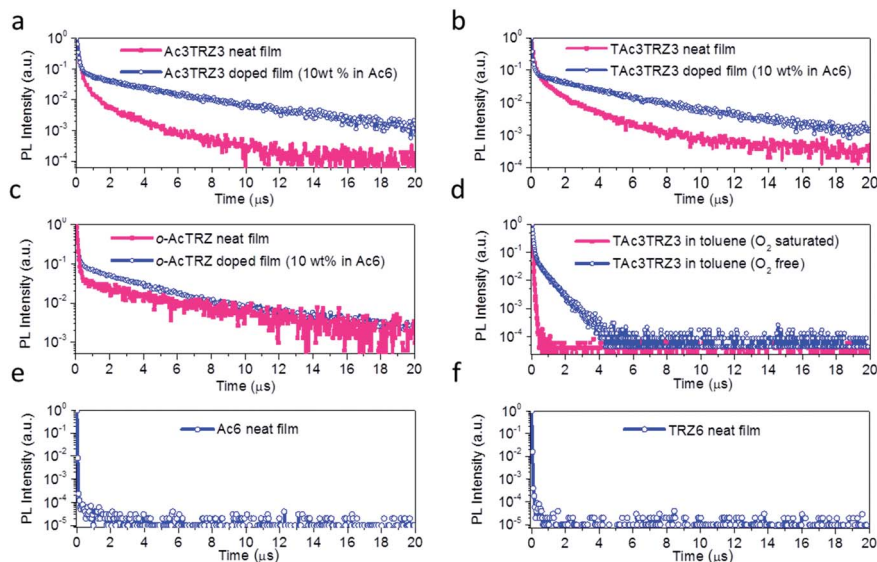 a
PL Intensity (a.u.)
10^0
10^-1
10^-2
10^-3
10^-4
Ac3TRZ3 neat film
Ac3TRZ3 doped film (10wt % in Ac6)
0 2 4 6 8 10 12 14 16 18 20
Time (μs)
b
PL Intensity (a.u.)
10^0
10^-1
10^-2
10^-3
10^-4
TAc3TRZ3 neat film
TAc3TRZ3 doped film (10 wt% in Ac6)
0 2 4 6 8 10 12 14 16 18 20
Time (μs)
c
PL Intensity (a.u.)
10^0
10^-1
10^-2
10^-3
o-AcTRZ neat film
o-AcTRZ doped film (10 wt% in Ac6)
0 2 4 6 8 10 12 14 16 18 20
Time (μs)
d
PL Intensity (a.u.)
10^0
10^-1
10^-2
10^-3
10^-4
TAc3TRZ3 in toluene (O₂ saturated)
TAc3TRZ3 in toluene (O₂ free)
0 2 4 6 8 10 12 14 16 18 20
Time (μs)
e
PL Intensity (a.u.)
10^0
10^-1
10^-2
10^-3
10^-4
10^-5
Ac6 neat film
0 2 4 6 8 10 12 14 16 18 20
Time (μs)
f
PL Intensity (a.u.)
10^0
10^-1
10^-2
10^-3
10^-4
10^-5
TRZ6 neat film
0 2 4 6 8 10 12 14 16 18 20
Time (μs)